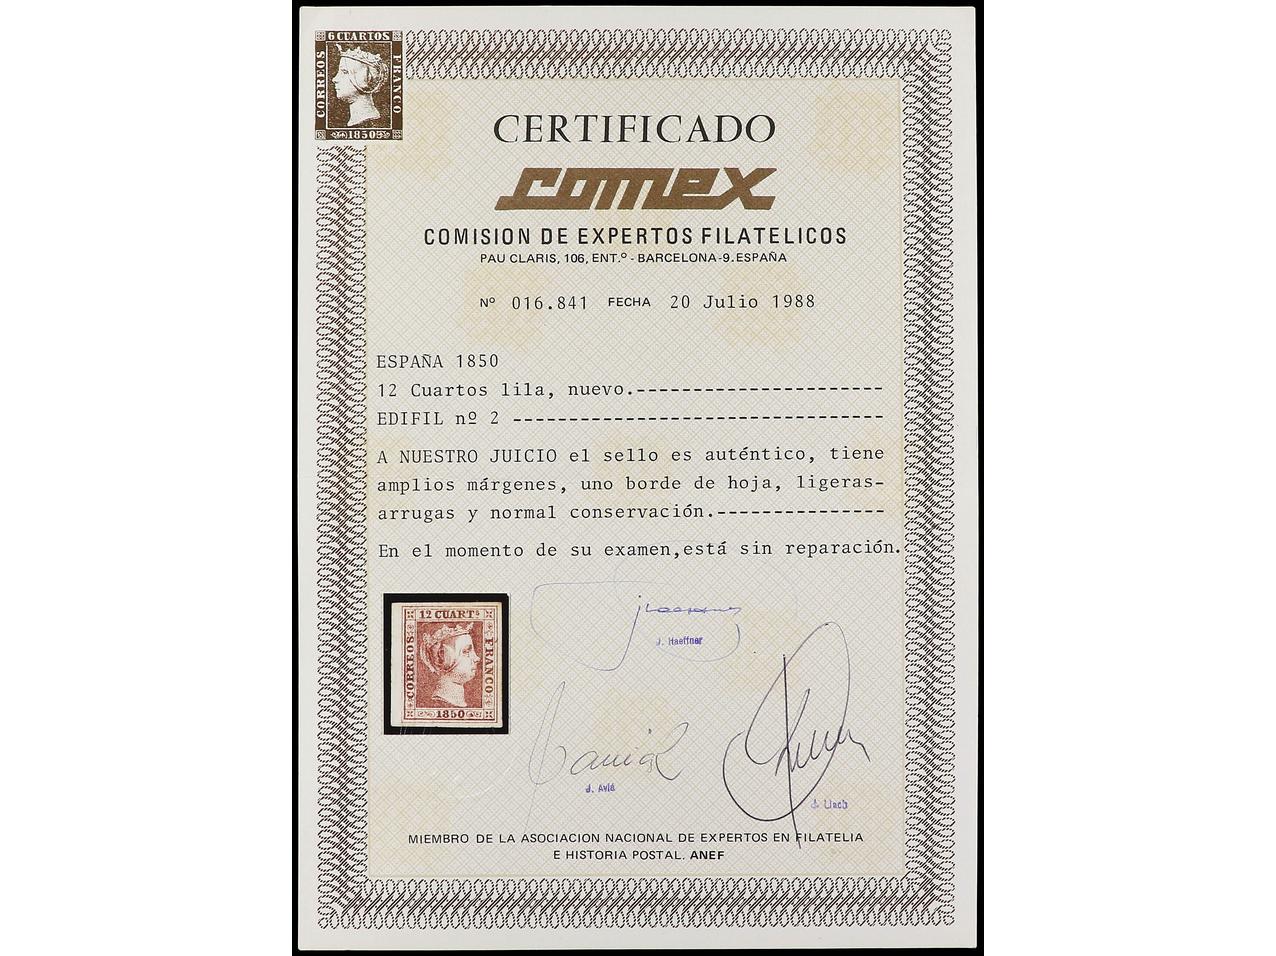 6 CUARTOS
CORREOS
FRANCO
1850
CERTIFICADO
comex
COMISION DE EXPERTOS FILATELICOS
PAU CLARIS, 106, ENT.º - BARCELONA-9. ESPAÑA
Nº 016.841 FECHA 20 Julio 1988
ESPAÑA 1850
12 Cuartos lila, nuevo.----------------------
EDIFIL nº 2 ---------------------------------
A NUESTRO JUICIO el sello es auténtico, tiene
amplios márgenes, uno borde de hoja, ligeras-
arrugas y normal conservación.---------------
En el momento de su examen,está sin reparación.
12 CUARTS
CORREOS
FRANCO
1850
J. Haeffner
J. Avlá
J. Llach
MIEMBRO DE LA ASOCIACION NACIONAL DE EXPERTOS EN FILATELIA
E HISTORIA POSTAL. ANEF